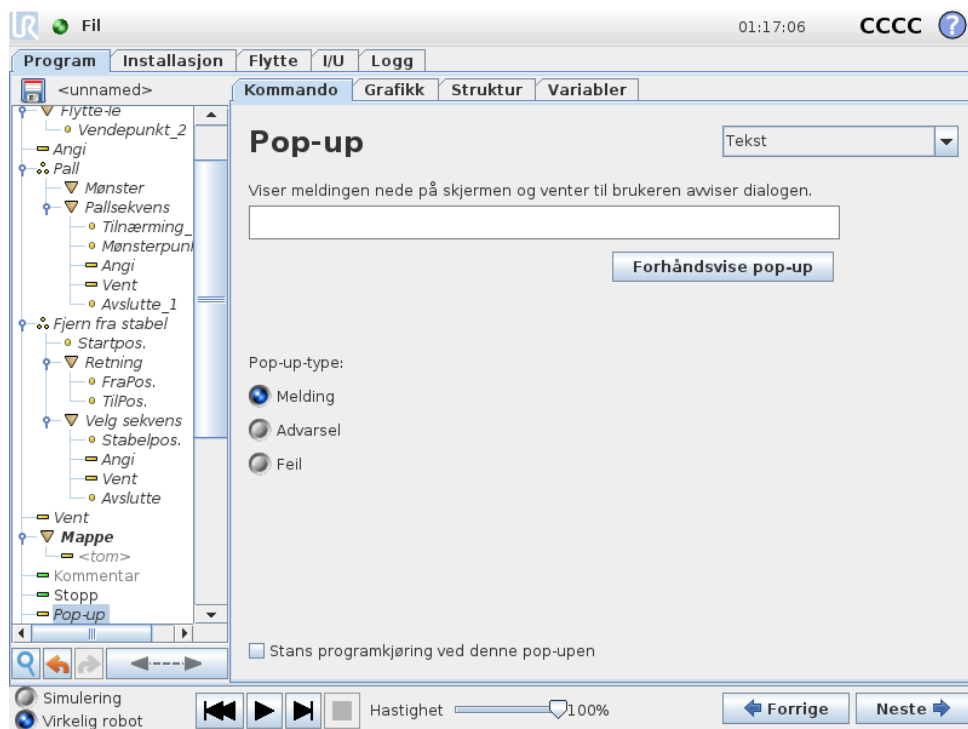 UR Fil 01:17:06 CCCC ?
Program Installasjon Flytte I/U Logg
<unnamed>
Kommando Grafikk Struktur Variabler
Flytte-le
Vendepunkt_2
Angi
Pall
Mønster
Pallsekvens
Tilnærming_
Mønsterpunl
Angi
Vent
Avslutte_1
Fjern fra stabel
Startpos.
Retning
FraPos.
TilPos.
Velg sekvens
Stabelpos.
Angi
Vent
Avslutte
Vent
Mappe
<tom>
Kommentar
Stopp
Pop-up
Pop-up
Tekst
Viser meldingen nede på skjermen og venter til brukeren avviser dialogen.
Forhåndsvise pop-up
Pop-up-type:
Melding
Advarsel
Feil
Stans programkjøring ved denne pop-upen
Simulering
Virkelig robot
Hastighet 100%
Forrige Neste